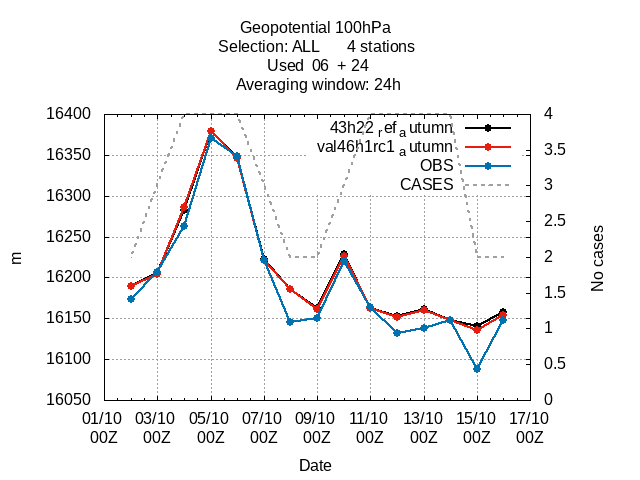 Geopotential 100hPa
Selection: ALL      4 stations
Used  06  + 24
Averaging window: 24h
43h22 ref autumn
val46h1rc1 autumn
OBS
CASES
16400
16350
16300
16250
16200
16150
16100
16050
m
4
3.5
3
2.5
2
1.5
1
0.5
0
No cases
01/10 03/10 05/10 07/10 09/10 11/10 13/10 15/10 17/10
00Z 00Z 00Z 00Z 00Z 00Z 00Z 00Z 00Z
Date